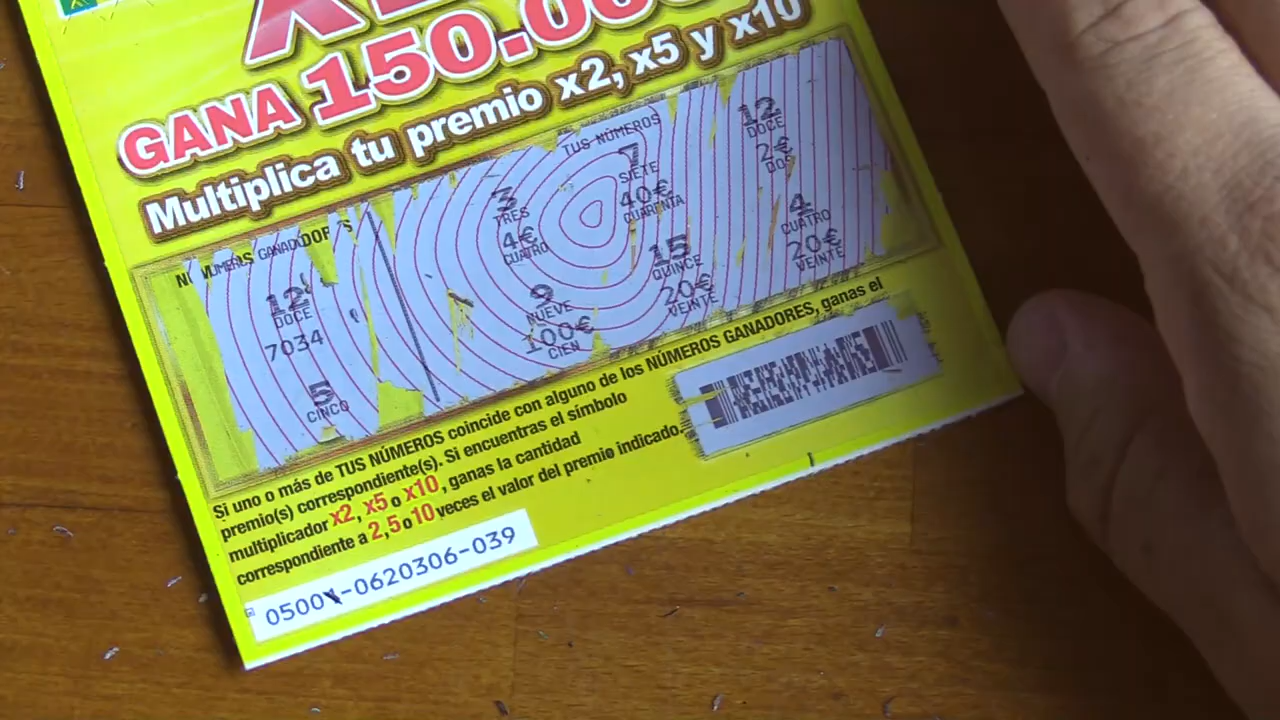 GANA 150.00
Multiplica tu premio x2, x5 y x10
NÚMEROS GANADORES
12
DOCE
7034
5
CINCO
TUS NÚMEROS
3
TRES
4€
CUATRO
7
SIETE
40€
CUARENTA
12
DOCE
2€
DOS
9
NUEVE
100€
CIEN
15
QUINCE
20€
VEINTE
4
CUATRO
20€
VEINTE
Si uno o más de TUS NÚMEROS coincide con alguno de los NÚMEROS GANADORES, ganas el
premio(s) correspondiente(s). Si encuentras el símbolo
multiplicador x2, x5 o x10, ganas la cantidad
correspondiente a 2, 5 o 10 veces el valor del premio indicado.